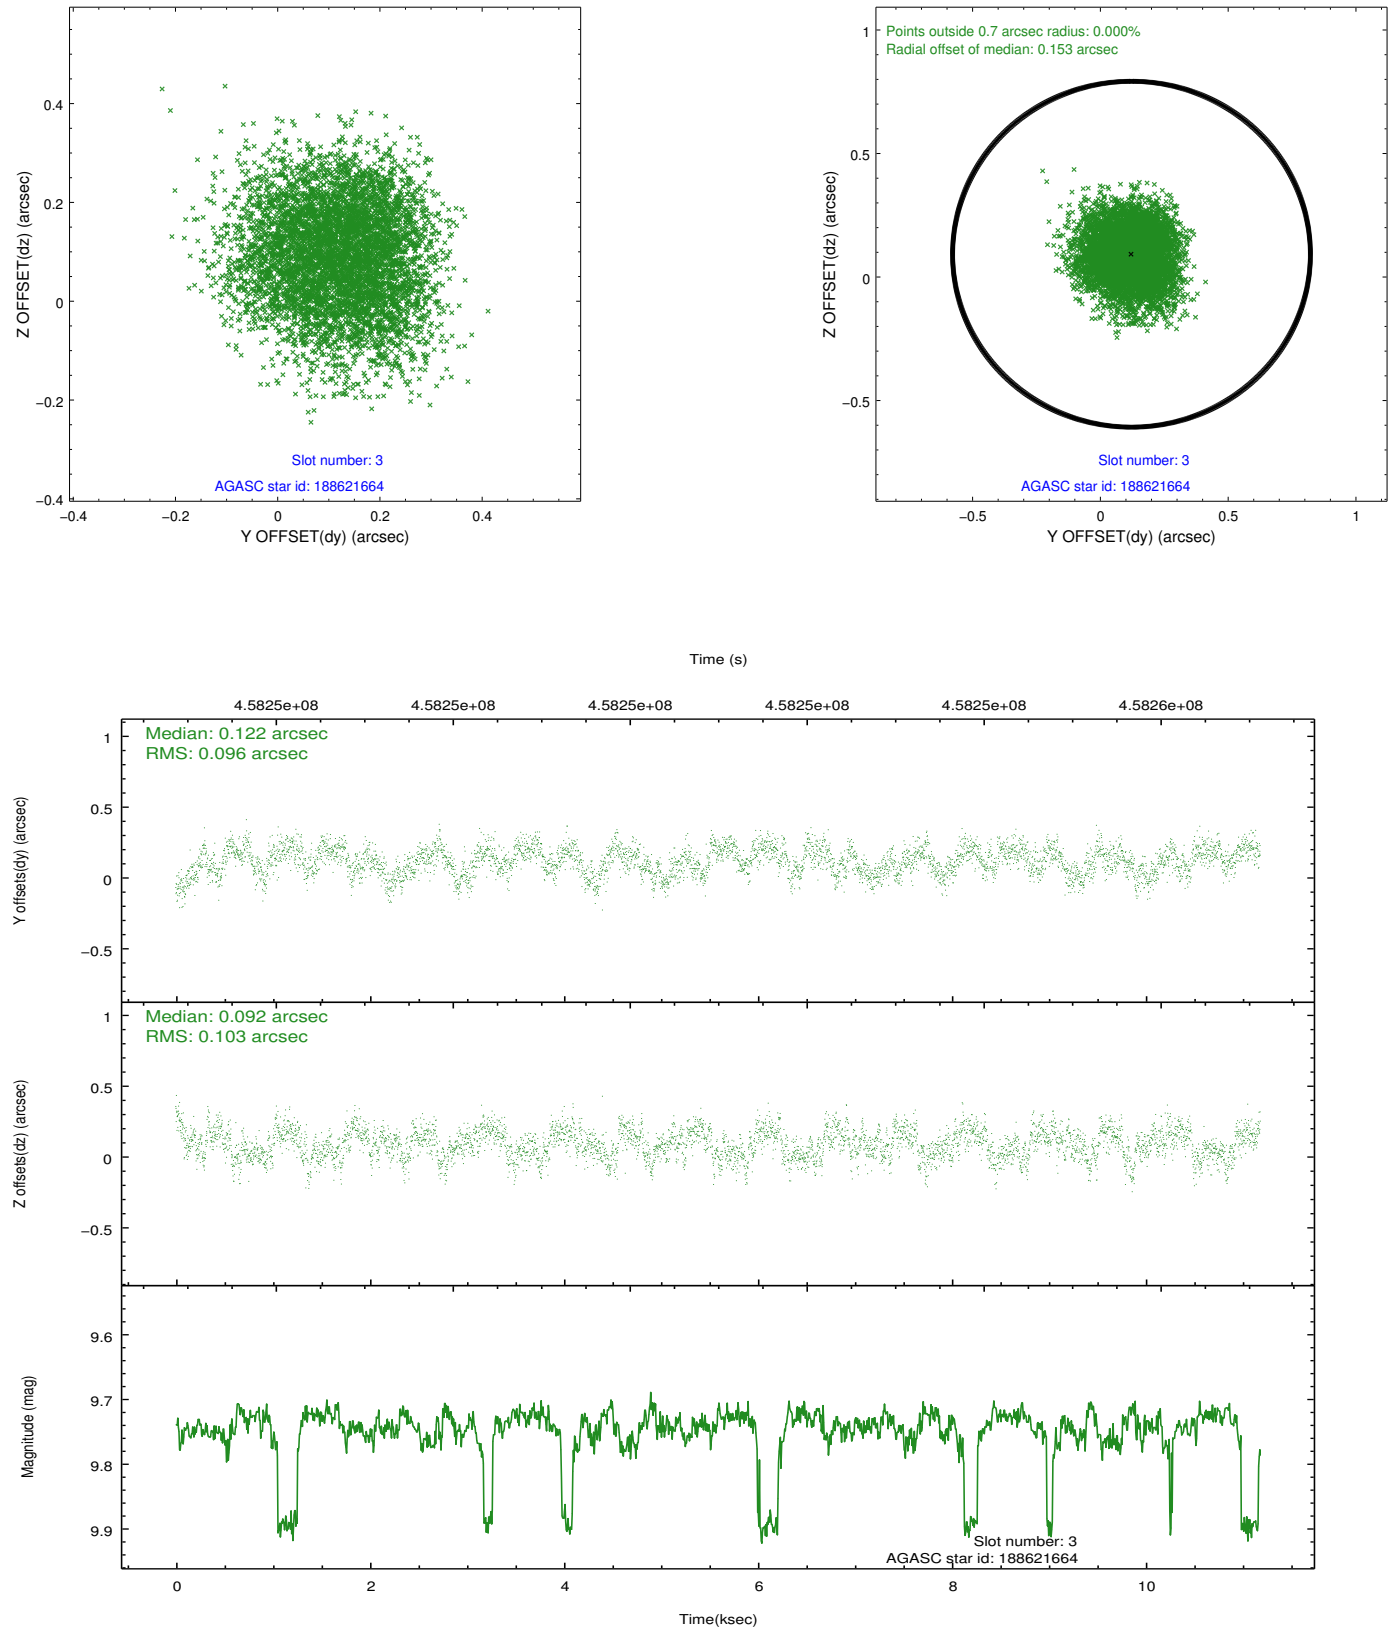 0.4
0.2
0
−0.2
−0.4
Z OFFSET(dz) (arcsec)
Slot number: 3
AGASC star id: 188621664
−0.4 −0.2 0 0.2 0.4
Y OFFSET(dy) (arcsec)
Points outside 0.7 arcsec radius: 0.000%
Radial offset of median: 0.153 arcsec
1
0.5
0
−0.5
Z OFFSET(dz) (arcsec)
Slot number: 3
AGASC star id: 188621664
−0.5 0 0.5 1
Y OFFSET(dy) (arcsec)
Time (s)
4.5825e+08 4.5825e+08 4.5825e+08 4.5825e+08 4.5825e+08 4.5826e+08
Median: 0.122 arcsec
RMS: 0.096 arcsec
1
0.5
0
−0.5
Y offsets(dy) (arcsec)
Median: 0.092 arcsec
RMS: 0.103 arcsec
1
0.5
0
−0.5
Z offsets(dz) (arcsec)
9.6
9.7
9.8
9.9
Magnitude (mag)
Slot number: 3
AGASC star id: 188621664
0 2 4 6 8 10
Time(ksec)